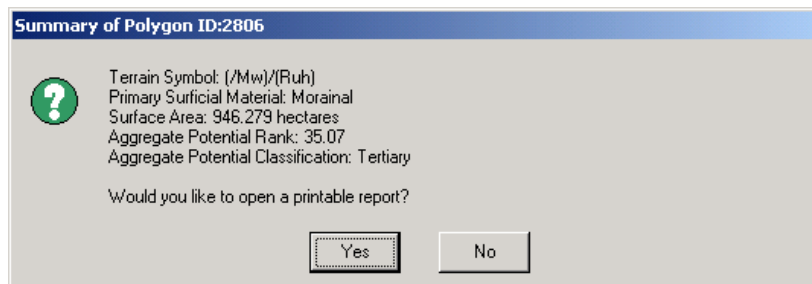 Summary of Polygon ID:2806
?
Terrain Symbol: (/Mw)/(Ruh)
Primary Surficial Material: Morainal
Surface Area: 946.279 hectares
Aggregate Potential Rank: 35.07
Aggregate Potential Classification: Tertiary
Would you like to open a printable report?
Yes No